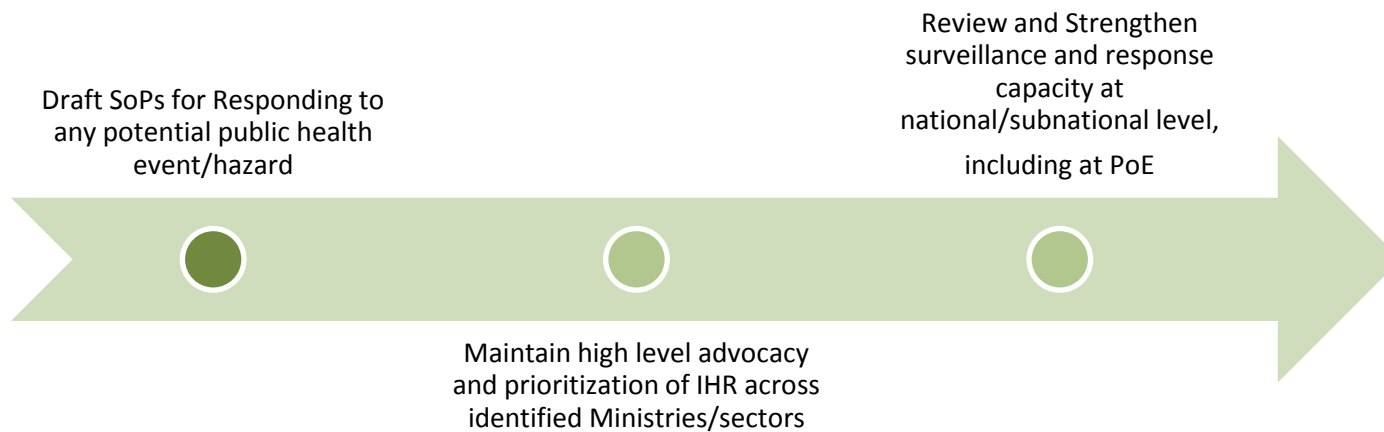 Draft SoPs for Responding to
any potential public health
event/hazard
Maintain high level advocacy
and prioritization of IHR across
identified Ministries/sectors
Review and Strengthen
surveillance and response
capacity at
national/subnational level,
including at PoE